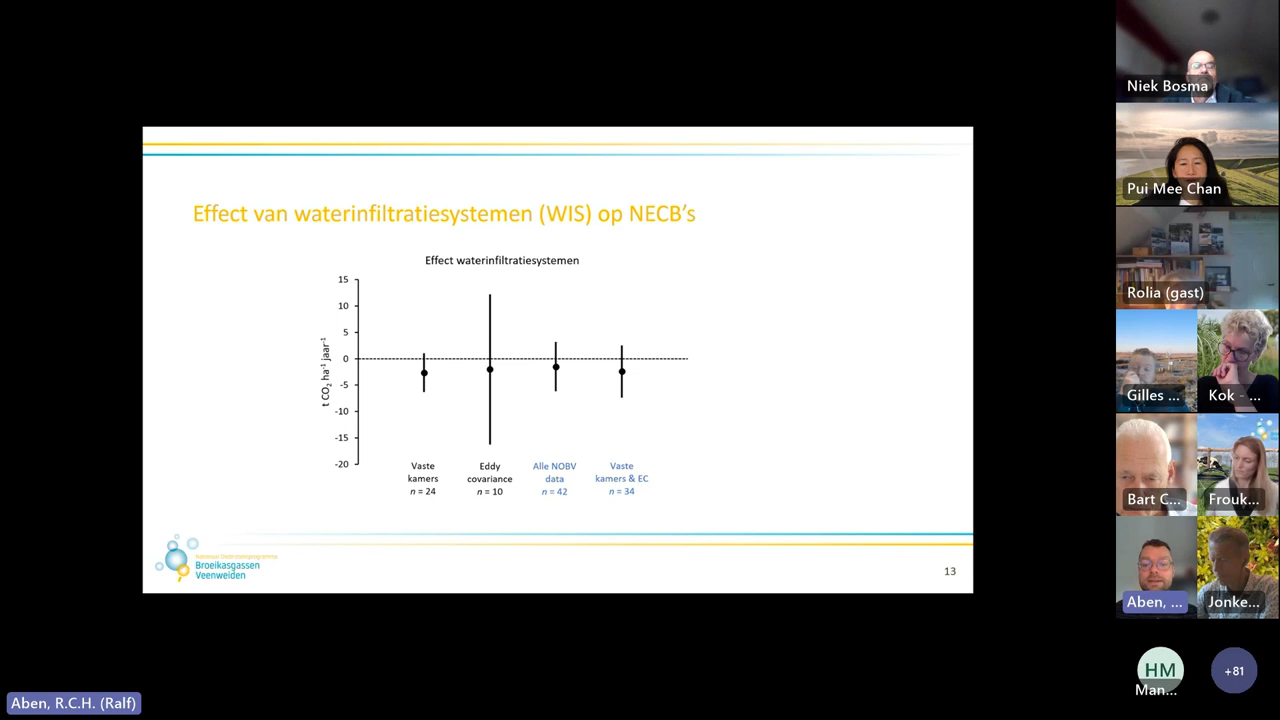 Effect van waterinfiltratiesystemen (WIS) op NECB's
Effect waterinfiltratiesystemen
15
10
5
0
-5
-10
-15
-20
t CO₂ ha⁻¹ jaar⁻¹
Vaste
kamers
n = 24
Eddy
covariance
n = 10
Alle NOBV
data
n = 42
Vaste
kamers & EC
n = 34
Nationaal Onderzoeksprogramma
Broeikasgassen
Veenweiden
13
Niek Bosma
Pui Mee Chan
Rolia (gast)
Gilles ...
Kok - ...
Bart C...
Frouk...
Aben, ...
Jonke...
HM
Man...
+81
Aben, R.C.H. (Ralf)